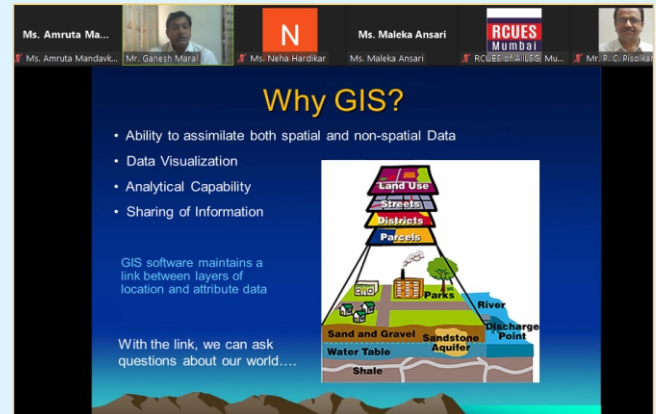 Ms. Amruta Ma...
N
Ms. Maleka Ansari
RCUES
Mumbai
Ms. Amruta Mandavk...
Mr. Ganesh Maral
Ms. Neha Hardikar
Ms. Maleka Ansari
RCUES of AIILSG, Mu...
Mr. P. C. Pisolkar
Why GIS?
• Ability to assimilate both spatial and non-spatial Data
• Data Visualization
• Analytical Capability
• Sharing of Information
GIS software maintains a
link between layers of
location and attribute data
With the link, we can ask
questions about our world....
Land Use
Streets
Districts
Parcels
Parks
River
Discharge
Point
Sand and Gravel
Sandstone
Aquifer
Water Table
Shale